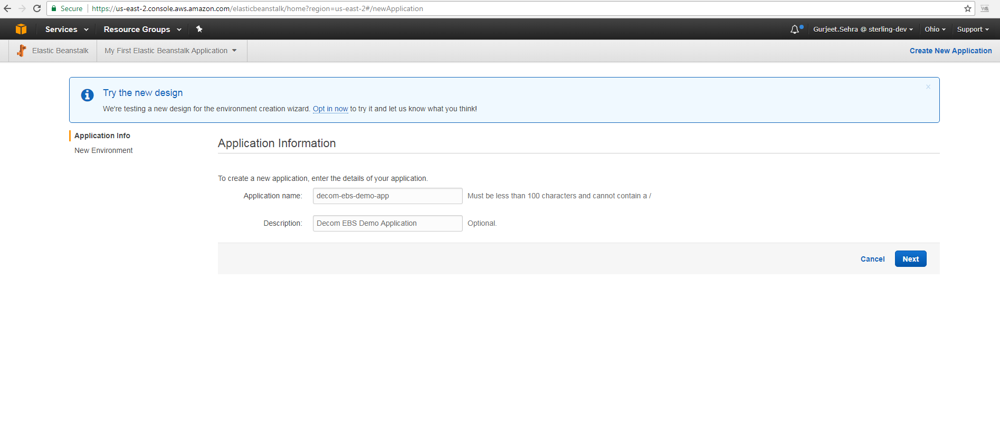 Secure https://us-east-2.console.aws.amazon.com/elasticbeanstalk/home?region=us-east-2#/newApplication
Services Resource Groups Gurjeet.Sehra @ sterling-dev Ohio Support
Elastic Beanstalk My First Elastic Beanstalk Application Create New Application
Try the new design ×
We're testing a new design for the environment creation wizard. Opt in now to try it and let us know what you think!
Application Info
New Environment
Application Information
To create a new application, enter the details of your application.
Application name: decom-ebs-demo-app Must be less than 100 characters and cannot contain a /
Description: Decom EBS Demo Application Optional.
Cancel Next